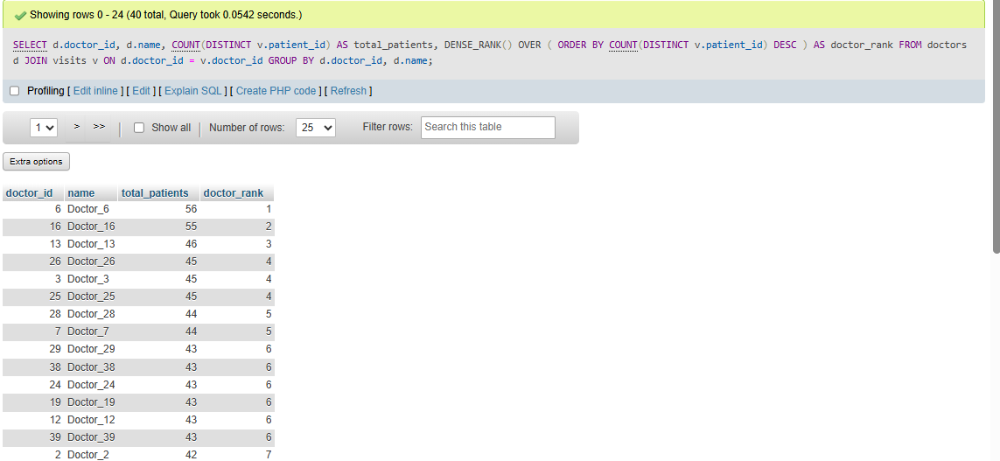 Showing rows 0 - 24 (40 total, Query took 0.0542 seconds.)
SELECT d.doctor_id, d.name, COUNT(DISTINCT v.patient_id) AS total_patients, DENSE_RANK() OVER ( ORDER BY COUNT(DISTINCT v.patient_id) DESC ) AS doctor_rank FROM doctors
d JOIN visits v ON d.doctor_id = v.doctor_id GROUP BY d.doctor_id, d.name;
Profiling [ Edit inline ] [ Edit ] [ Explain SQL ] [ Create PHP code ] [ Refresh ]
1 > >> Show all Number of rows: 25 Filter rows: Search this table
Extra options
doctor_id name total_patients doctor_rank
6 Doctor_6 56 1
16 Doctor_16 55 2
13 Doctor_13 46 3
26 Doctor_26 45 4
3 Doctor_3 45 4
25 Doctor_25 45 4
28 Doctor_28 44 5
7 Doctor_7 44 5
29 Doctor_29 43 6
38 Doctor_38 43 6
24 Doctor_24 43 6
19 Doctor_19 43 6
12 Doctor_12 43 6
39 Doctor_39 43 6
2 Doctor_2 42 7